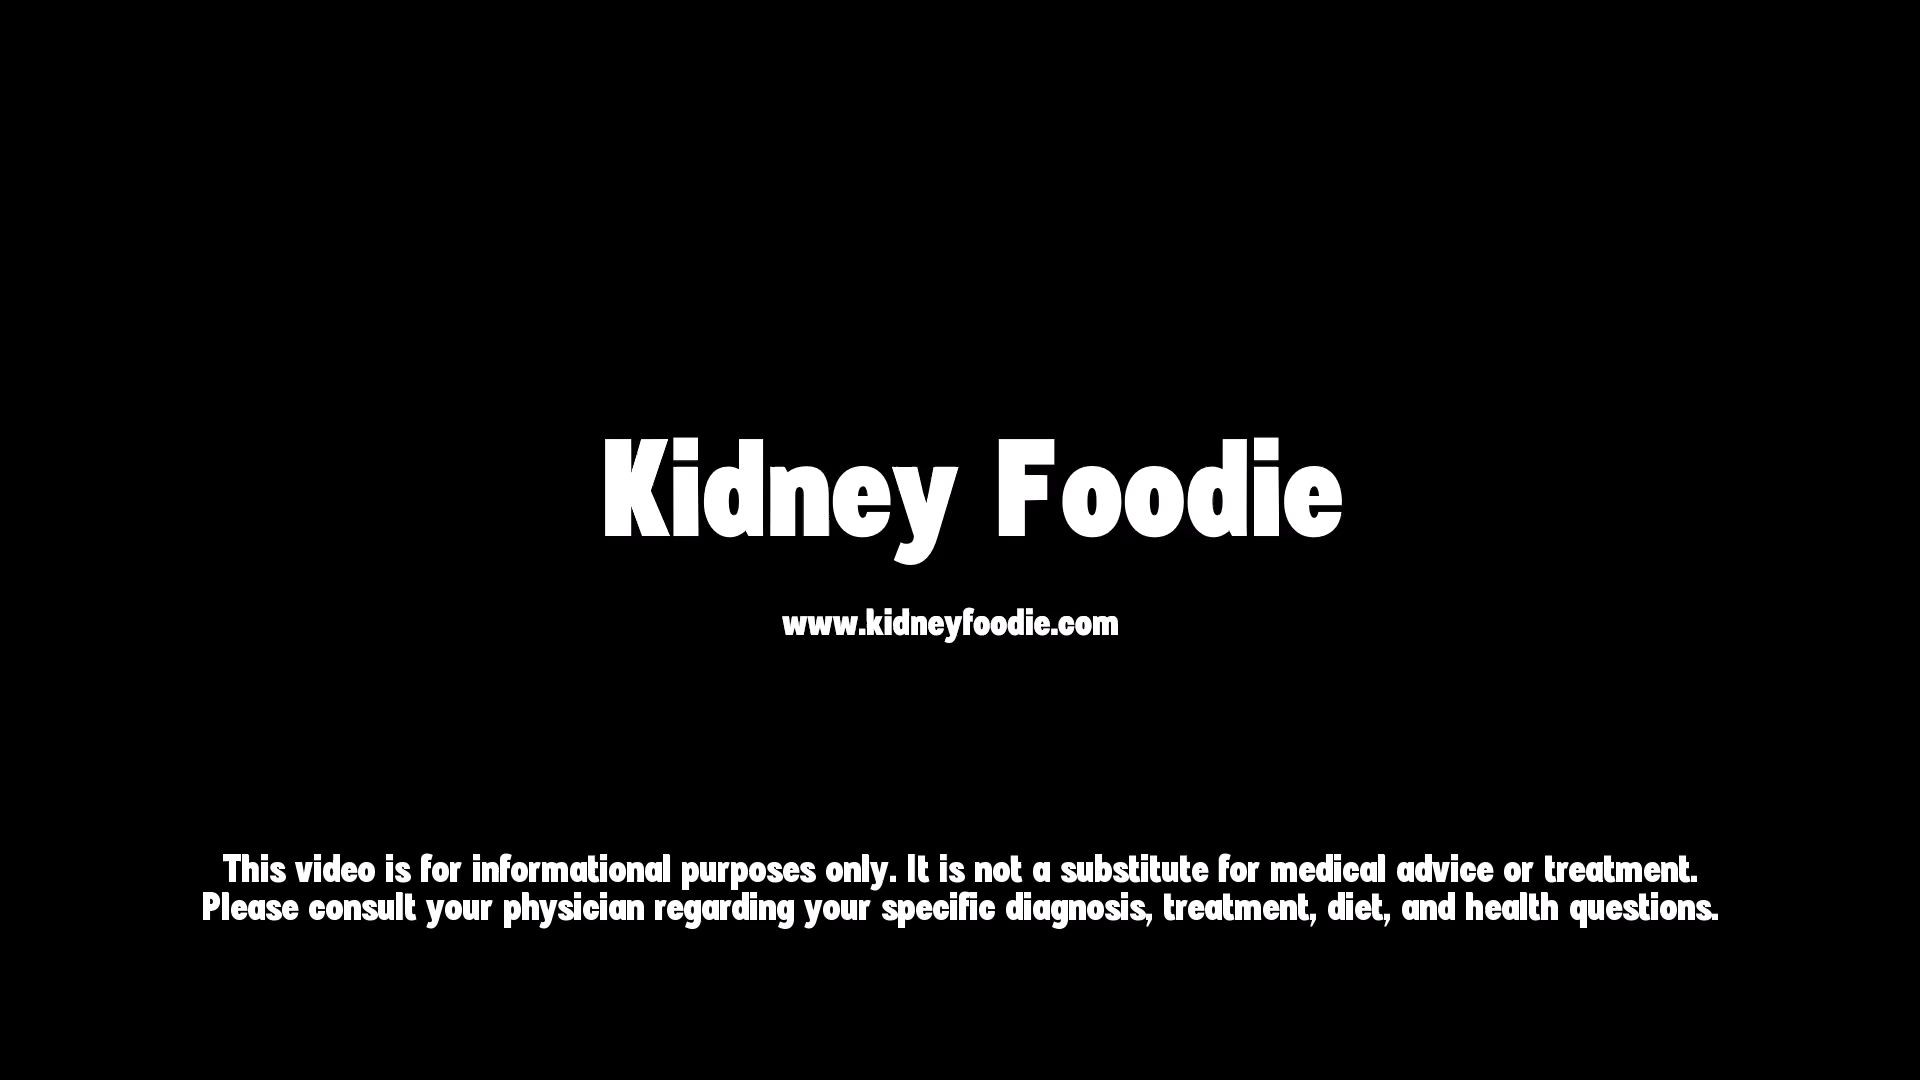 Kidney Foodie
www.kidneyfoodie.com
This video is for informational purposes only. It is not a substitute for medical advice or treatment.
Please consult your physician regarding your specific diagnosis, treatment, diet, and health questions.